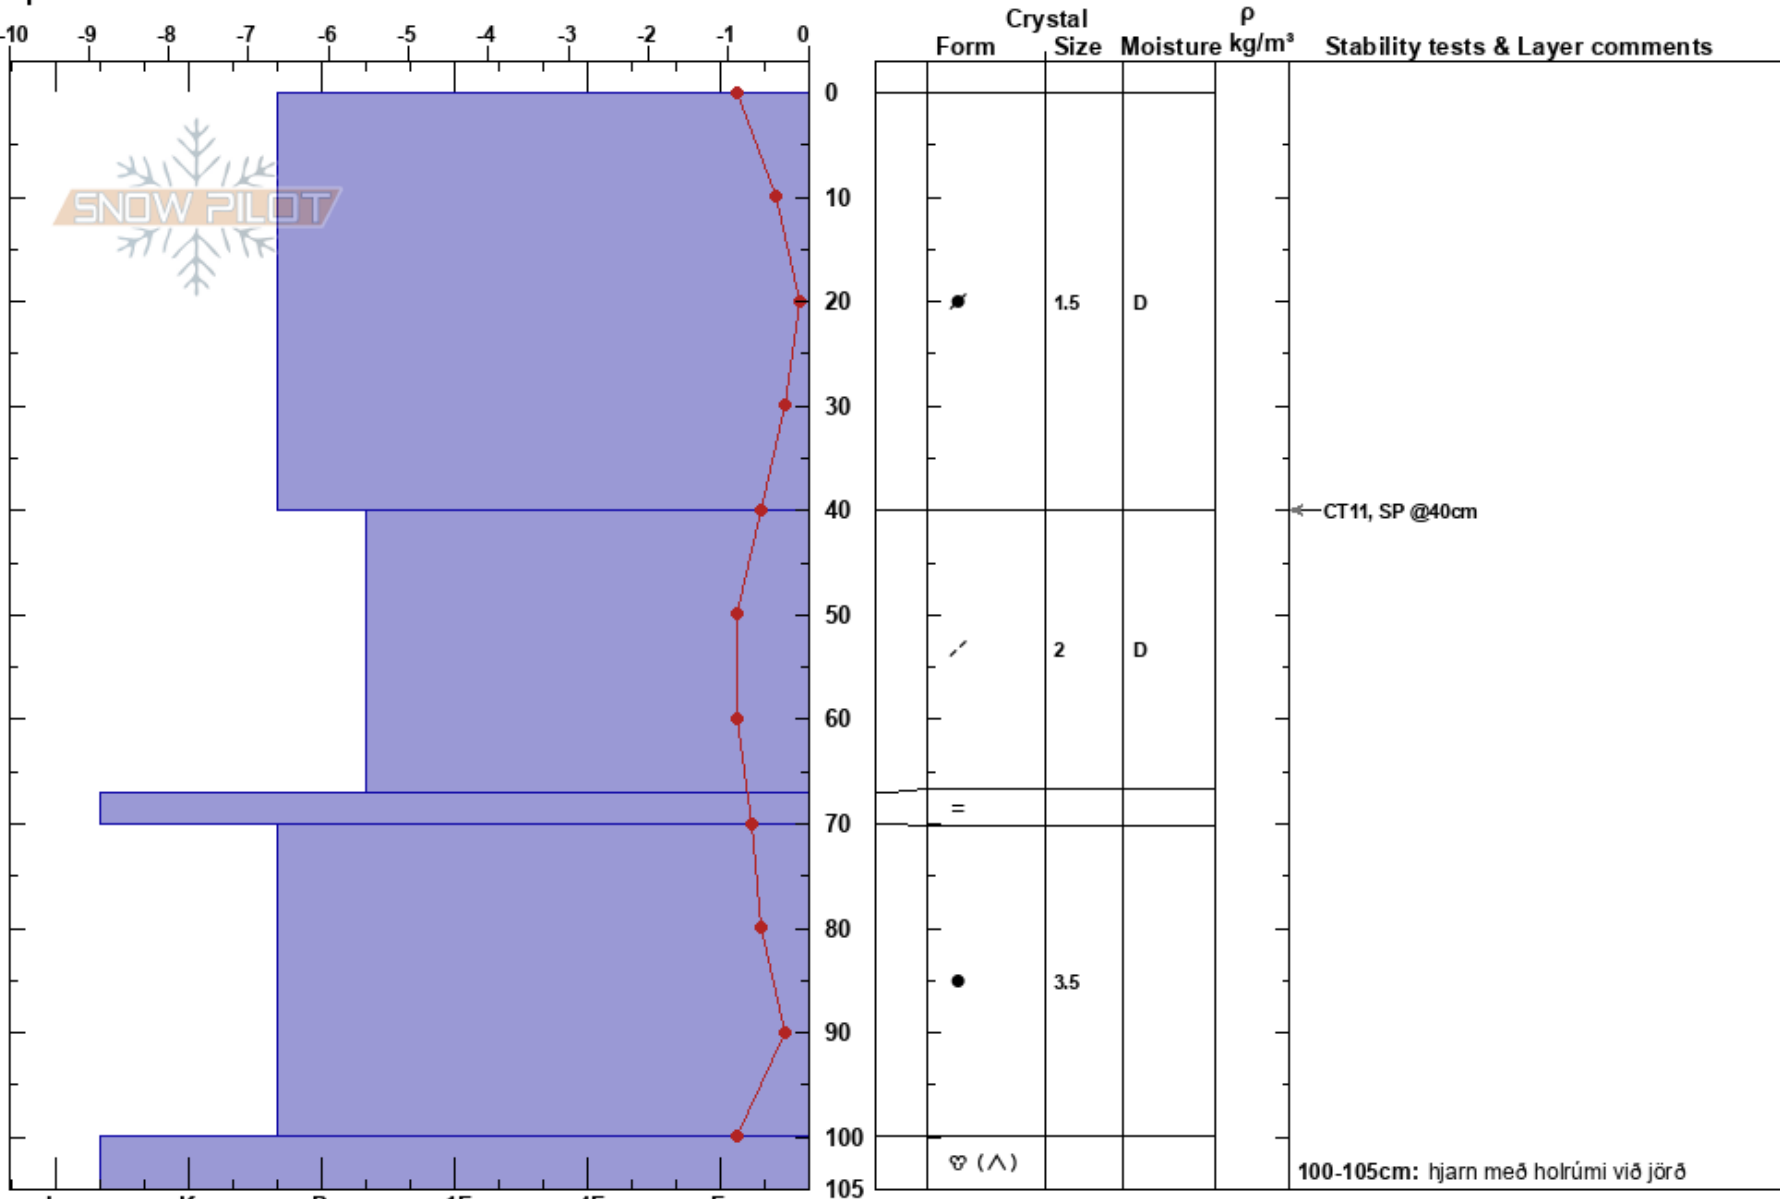 Crystal ρ
-10 -9 -8 -7 -6 -5 -4 -3 -2 -1 0 Form Size Moisture kg/m³ Stability tests & Layer comments
0
SNOW PILOT
10
20 1.5 D
30
40 CT11, SP @40cm
50
2 D
60
=
70
80
3.5
90
100
100-105cm: hjarn með holrúmi við jörð
105